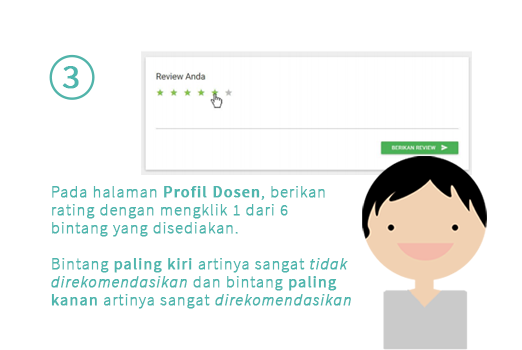 3
Review Anda
BERIKAN REVIEW
Pada halaman Profil Dosen, berikan
rating dengan mengklik 1 dari 6
bintang yang disediakan.
Bintang paling kiri artinya sangat tidak
direkomendasikan dan bintang paling
kanan artinya sangat direkomendasikan